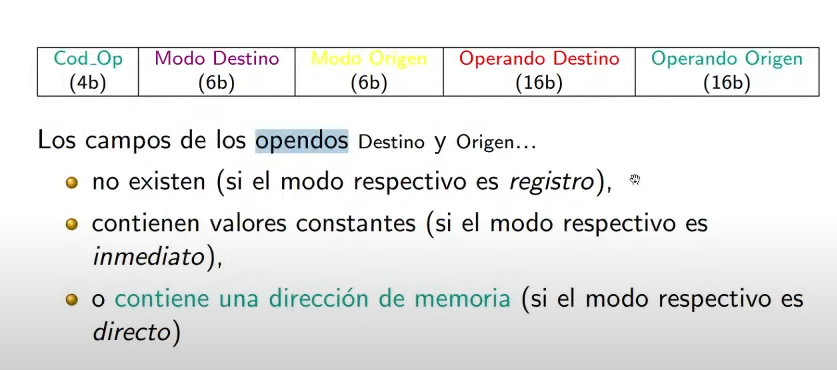 Cod_Op Modo Destino Modo Origen Operando Destino Operando Origen
(4b) (6b) (6b) (16b) (16b)
Los campos de los opendos Destino y Origen...
no existen (si el modo respectivo es registro),
contienen valores constantes (si el modo respectivo es
inmediato),
o contiene una dirección de memoria (si el modo respectivo es
directo)